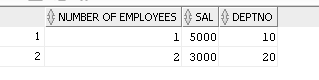 NUMBER OF EMPLOYEES SAL DEPTNO
1 1 5000 10
2 2 3000 20